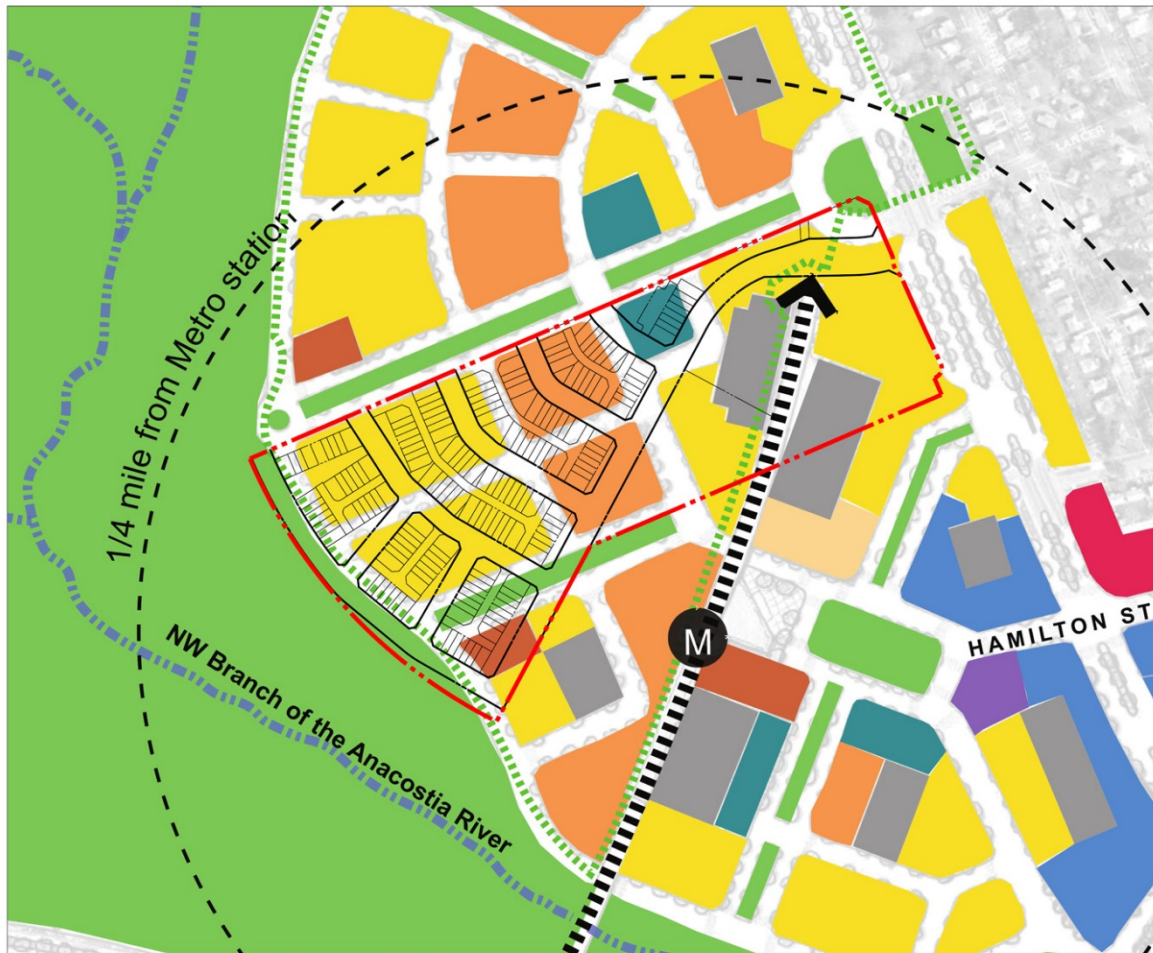 1/4 mile from Metro station
NW Branch of the Anacostia River
M
HAMILTON ST